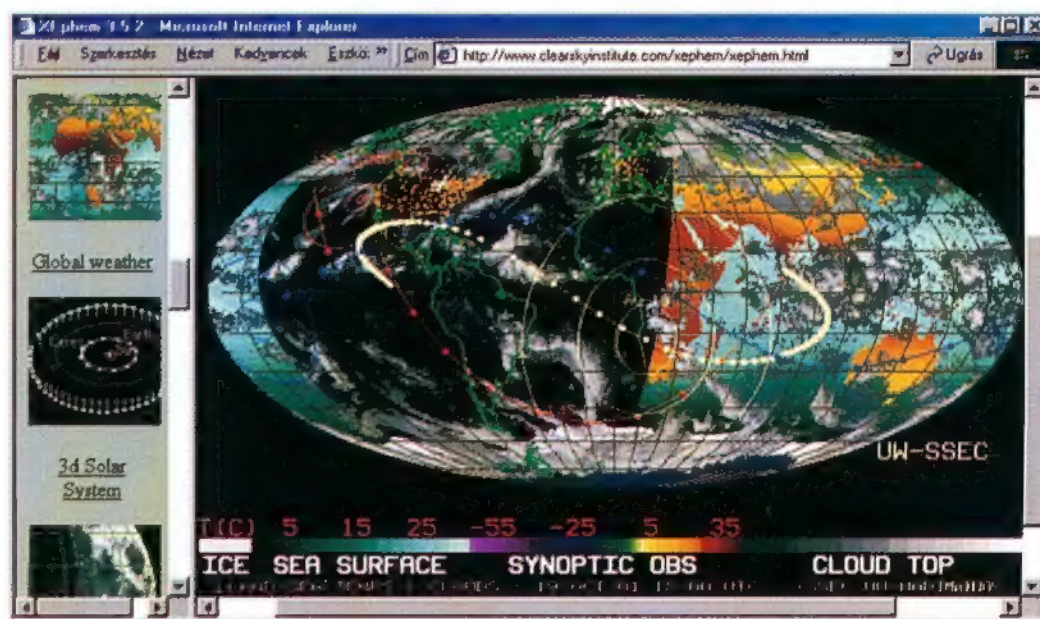 XEphem 3.5.2 - Microsoft Internet Explorer
Fájl Szerkesztés Nézet Kedvencek Eszkö: » Cím http://www.clearskyinstitute.com/xephem/xephem.html Ugrás
Global weather
3d Solar
System
UW-SSEC
T(C) 5 15 25 -55 -25 5 35
ICE SEA SURFACE SYNOPTIC OBS CLOUD TOP